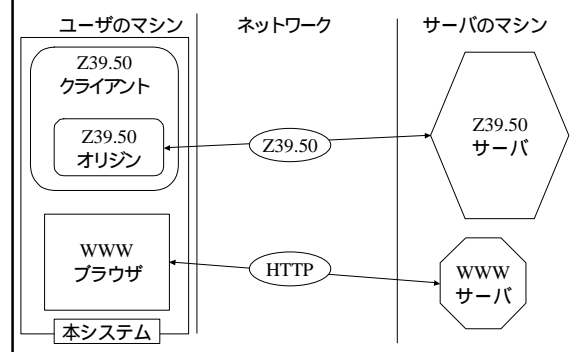 ユーザのマシン
ネットワーク
サーバのマシン
Z39.50
クライアント
Z39.50
オリジン
Z39.50
Z39.50
サーバ
WWW
ブラウザ
HTTP
WWW
サーバ
本システム